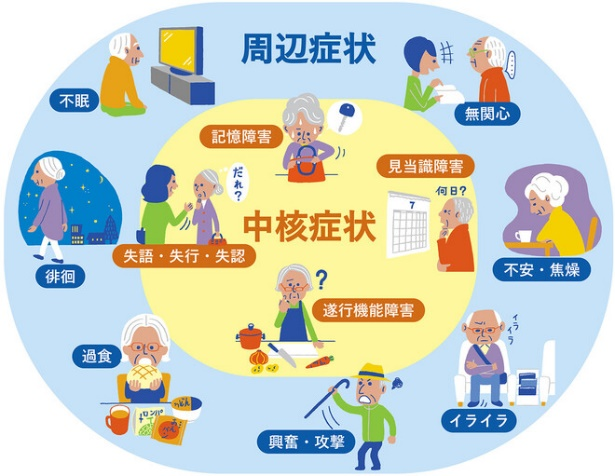 周辺症状
不眠
無関心
記憶障害
見当識障害
だれ?
何日?
7
中核症状
失語・失行・失認
徘徊
不安・焦燥
?
遂行機能障害
過食
イライラ
イライラ
興奮・攻撃